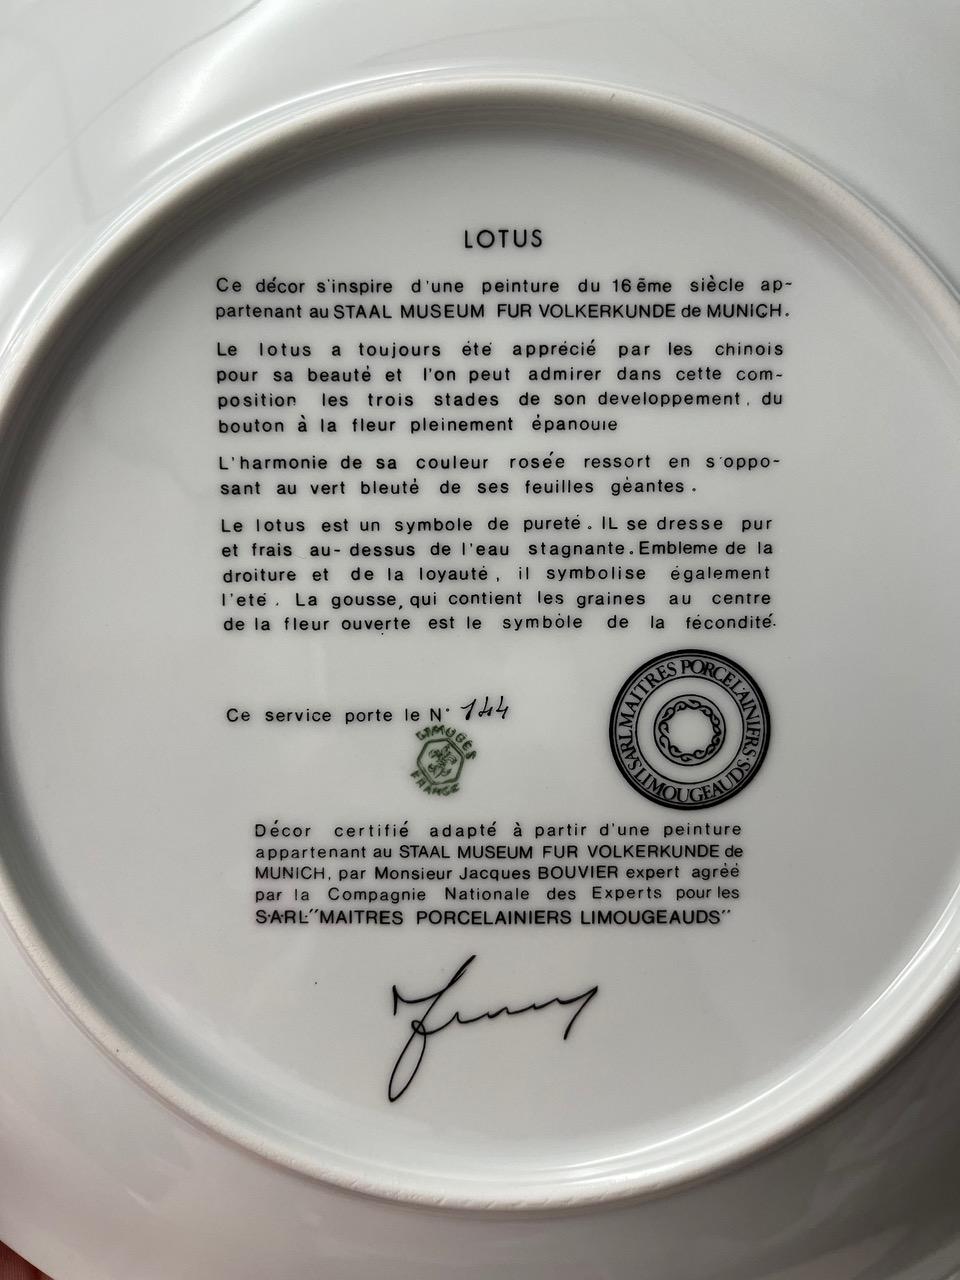 LOTUS
Ce décor s'inspire d'une peinture du 16ème siècle ap-
partenant au STAAL MUSEUM FUR VOLKERKUNDE de MUNICH.
Le lotus a toujours été apprécié par les chinois
pour sa beauté et l'on peut admirer dans cette com-
position les trois stades de son developpement, du
bouton à la fleur pleinement épanouie
L'harmonie de sa couleur rosée ressort en s'oppo-
sant au vert bleuté de ses feuilles géantes.
Le lotus est un symbole de pureté. IL se dresse pur
et frais au-dessus de l'eau stagnante. Embleme de la
droiture et de la loyauté, il symbolise également
l'eté. La gousse, qui contient les graines au centre
de la fleur ouverte est le symbole de la fécondité.
Ce service porte le N° 144
LIMOGES
FRANCE
SARL MAITRES PORCELAINIERS LIMOUGEAUDS
Décor certifié adapté à partir d'une peinture
appartenant au STAAL MUSEUM FUR VOLKERKUNDE de
MUNICH, par Monsieur Jacques BOUVIER expert agréé
par la Compagnie Nationale des Experts pour les
SARL "MAITRES PORCELAINIERS LIMOUGEAUDS"